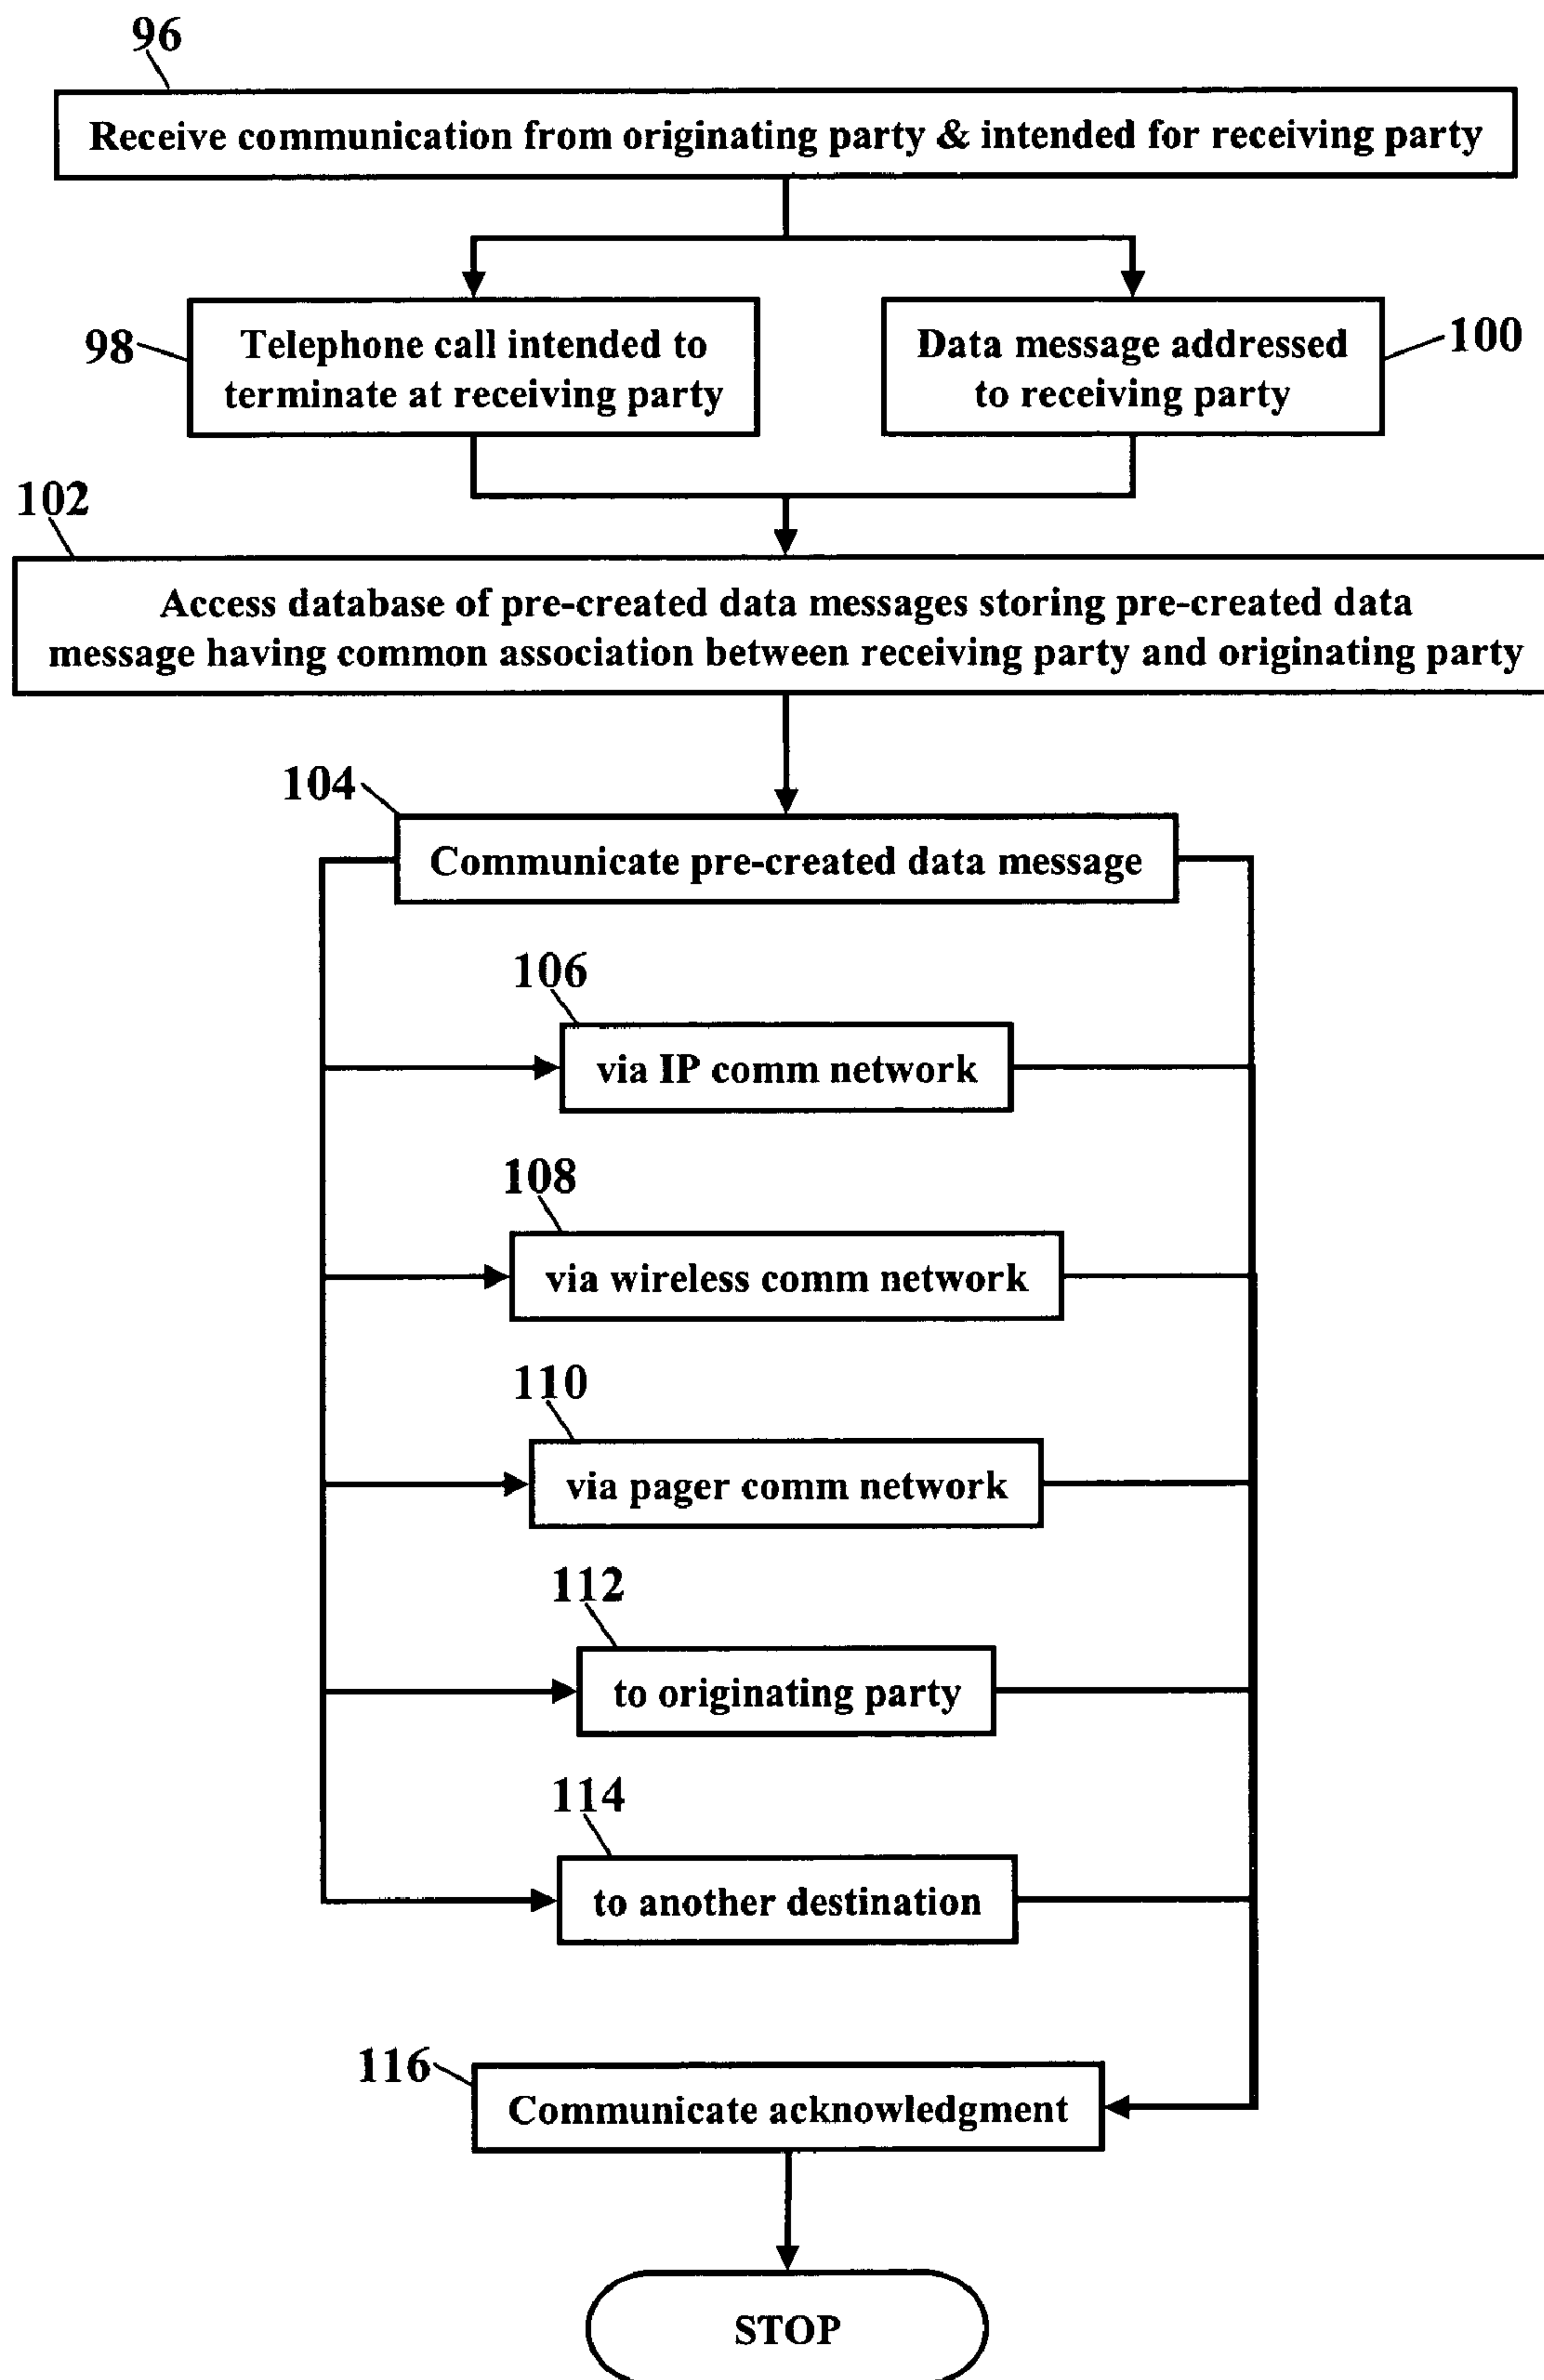 96
Receive communication from originating party & intended for receiving party
98
Telephone call intended to
terminate at receiving party
Data message addressed
to receiving party
100
102
Access database of pre-created data messages storing pre-created data
message having common association between receiving party and originating party
104
Communicate pre-created data message
106
via IP comm network
108
via wireless comm network
110
via pager comm network
112
to originating party
114
to another destination
116
Communicate acknowledgment
STOP